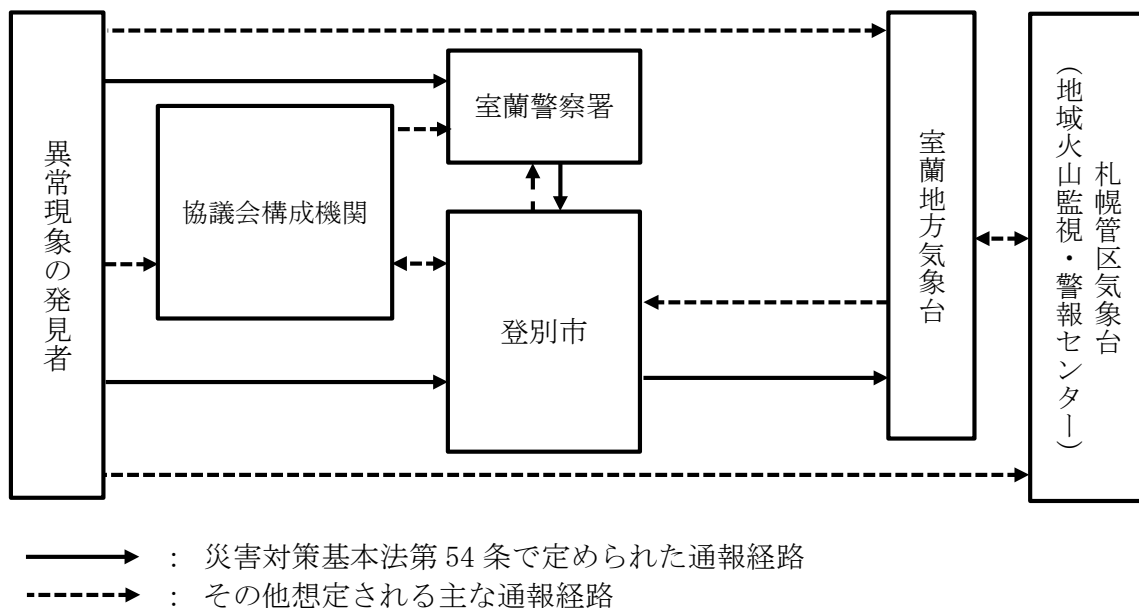 異常現象の発見者
室蘭警察署
協議会構成機関
登別市
室蘭地方気象台
札幌管区気象台
（地域火山監視・警報センター）
： 災害対策基本法第 54 条で定められた通報経路
： その他想定される主な通報経路